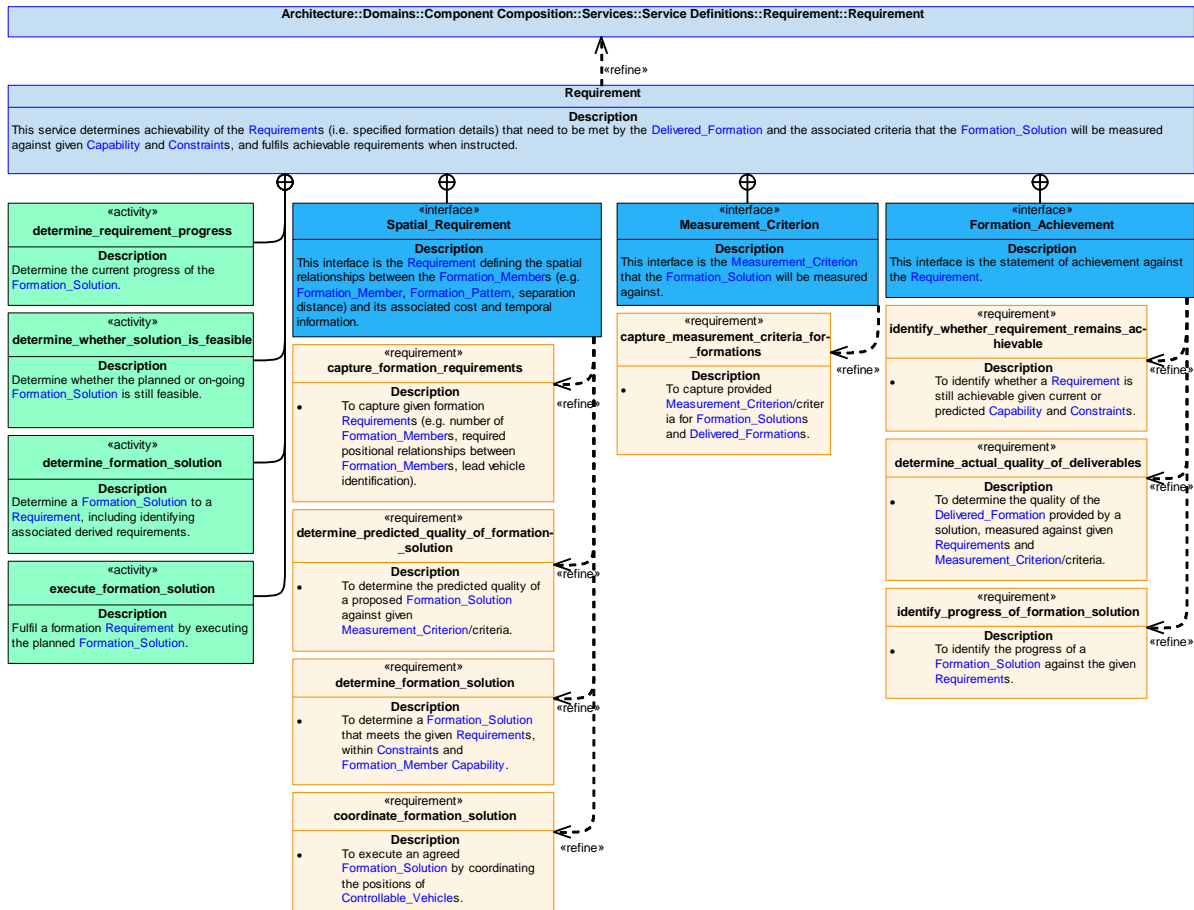 Architecture::Domains::Component Composition::Services::Service Definitions::Requirement::Requirement
«refine»
Requirement
Description
This service determines achievability of the Requirements (i.e. specified formation details) that need to be met by the Delivered_Formation and the associated criteria that the Formation_Solution will be measured
against given Capability and Constraints, and fulfils achievable requirements when instructed.
«activity»
determine_requirement_progress
Description
Determine the current progress of the
Formation_Solution.
«activity»
determine_whether_solution_is_feasible
Description
Determine whether the planned or on-going
Formation_Solution is still feasible.
«activity»
determine_formation_solution
Description
Determine a Formation_Solution to a
Requirement, including identifying
associated derived requirements.
«activity»
execute_formation_solution
Description
Fulfil a formation Requirement by executing
the planned Formation_Solution.
«interface»
Spatial_Requirement
Description
This interface is the Requirement defining the spatial
relationships between the Formation_Members (e.g.
Formation_Member, Formation_Pattern, separation
distance) and its associated cost and temporal
information.
«requirement»
capture_formation_requirements
Description
• To capture given formation
Requirements (e.g. number of
Formation_Members, required
positional relationships between
Formation_Members, lead vehicle
identification).
«refine»
«requirement»
determine_predicted_quality_of_formation-
_solution
Description
• To determine the predicted quality of
a proposed Formation_Solution
against given
Measurement_Criterion/criteria.
«refine»
«requirement»
determine_formation_solution
Description
• To determine a Formation_Solution
that meets the given Requirements,
within Constraints and
Formation_Member Capability.
«refine»
«requirement»
coordinate_formation_solution
Description
• To execute an agreed
Formation_Solution by coordinating
the positions of
Controllable_Vehicles.
«refine»
«interface»
Measurement_Criterion
Description
This interface is the Measurement_Criterion
that the Formation_Solution will be measured
against.
«requirement»
capture_measurement_criteria_for-
_formations
Description
• To capture provided
Measurement_Criterion/criter
ia for Formation_Solutions
and Delivered_Formations.
«refine»
«interface»
Formation_Achievement
Description
This interface is the statement of achievement against
the Requirement.
«requirement»
identify_whether_requirement_remains_ac-
hievable
Description
• To identify whether a Requirement is
still achievable given current or
predicted Capability and Constraints.
«refine»
«requirement»
determine_actual_quality_of_deliverables
Description
• To determine the quality of the
Delivered_Formation provided by a
solution, measured against given
Requirements and
Measurement_Criterion/criteria.
«refine»
«requirement»
identify_progress_of_formation_solution
Description
• To identify the progress of a
Formation_Solution against the given
Requirements.
«refine»